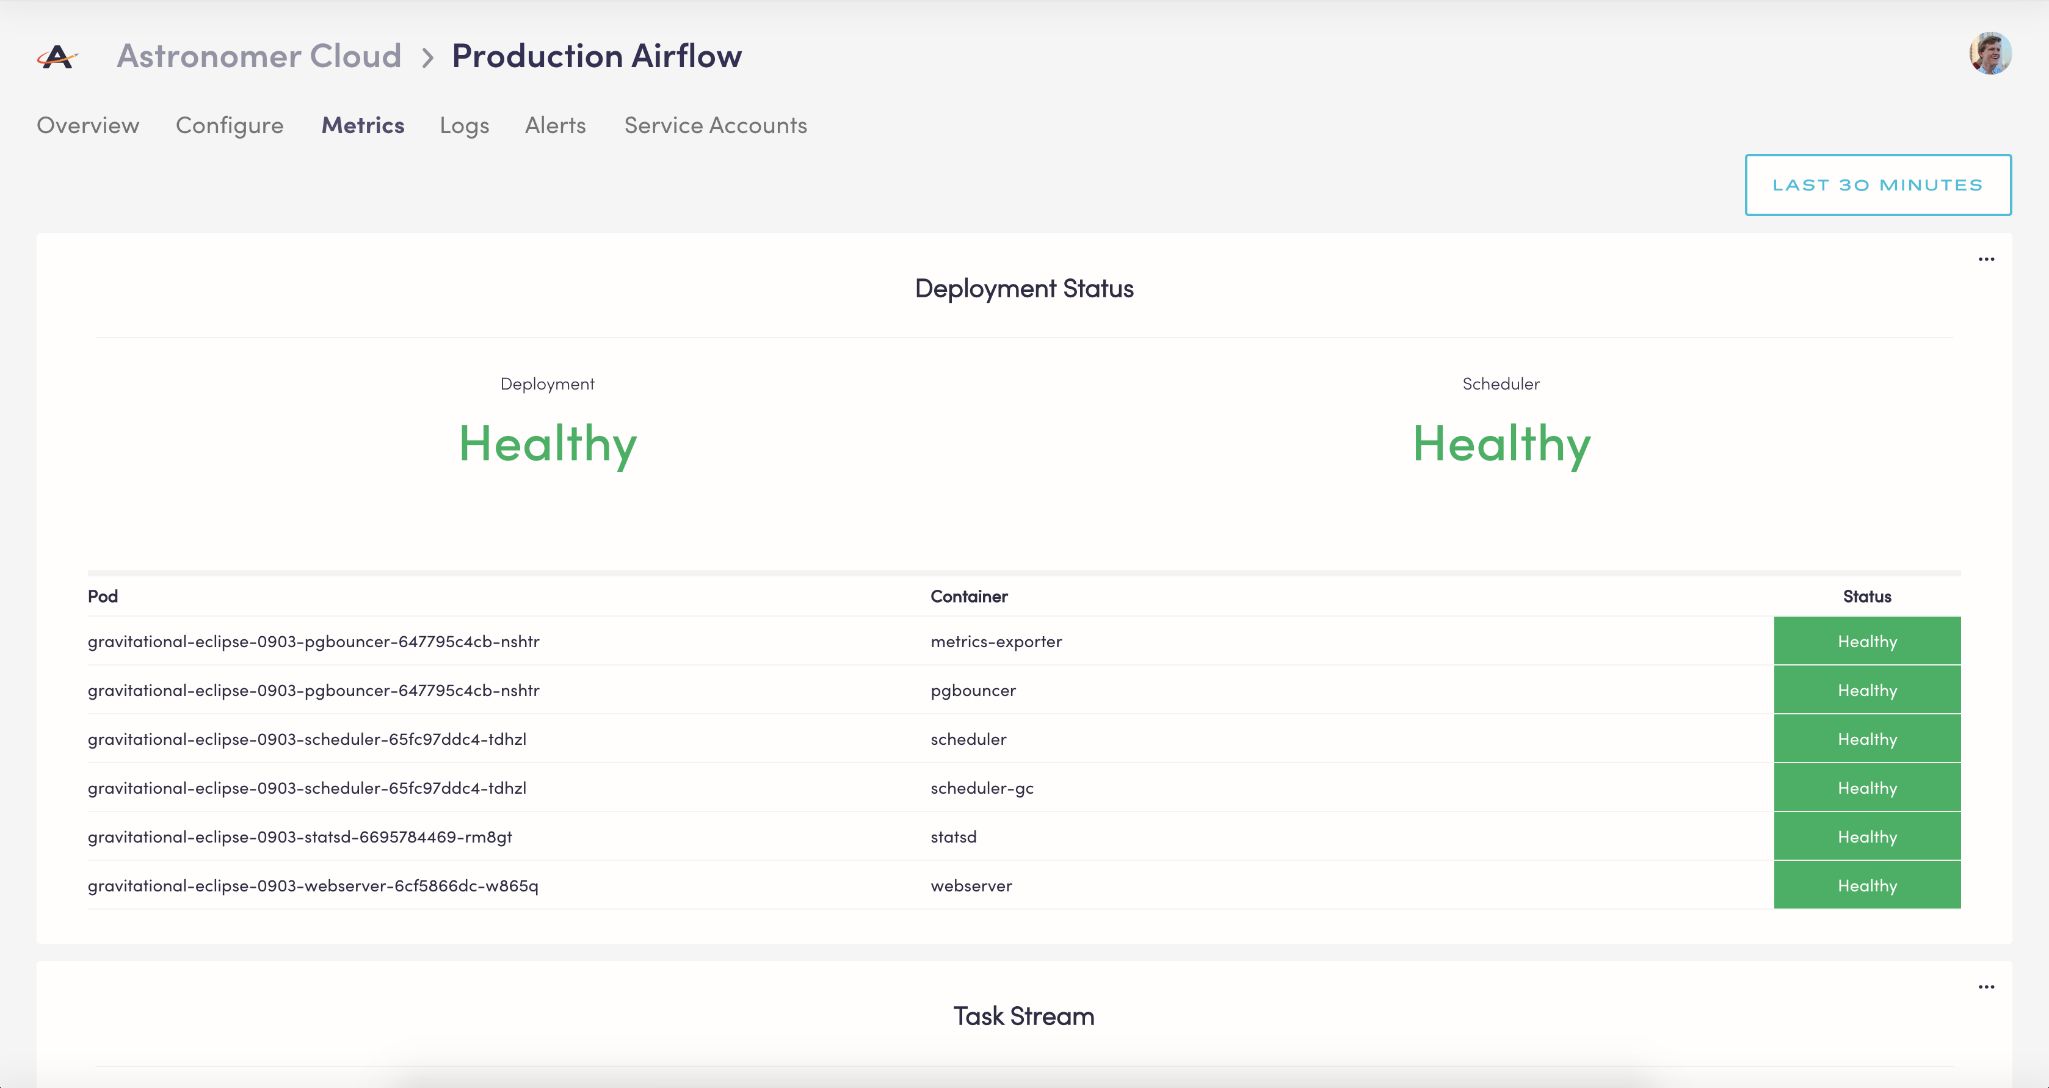 Astronomer Cloud > Production Airflow
Overview Configure Metrics Logs Alerts Service Accounts
LAST 30 MINUTES
Deployment Status
Deployment Scheduler
Healthy Healthy
Pod Container Status
gravitational-eclipse-0903-pgbouncer-647795c4cb-nshtr metrics-exporter Healthy
gravitational-eclipse-0903-pgbouncer-647795c4cb-nshtr pgbouncer Healthy
gravitational-eclipse-0903-scheduler-65fc97ddc4-tdhzl scheduler Healthy
gravitational-eclipse-0903-scheduler-65fc97ddc4-tdhzl scheduler-gc Healthy
gravitational-eclipse-0903-statsd-6695784469-rm8gt statsd Healthy
gravitational-eclipse-0903-webserver-6cf5866dc-w865q webserver Healthy
Task Stream